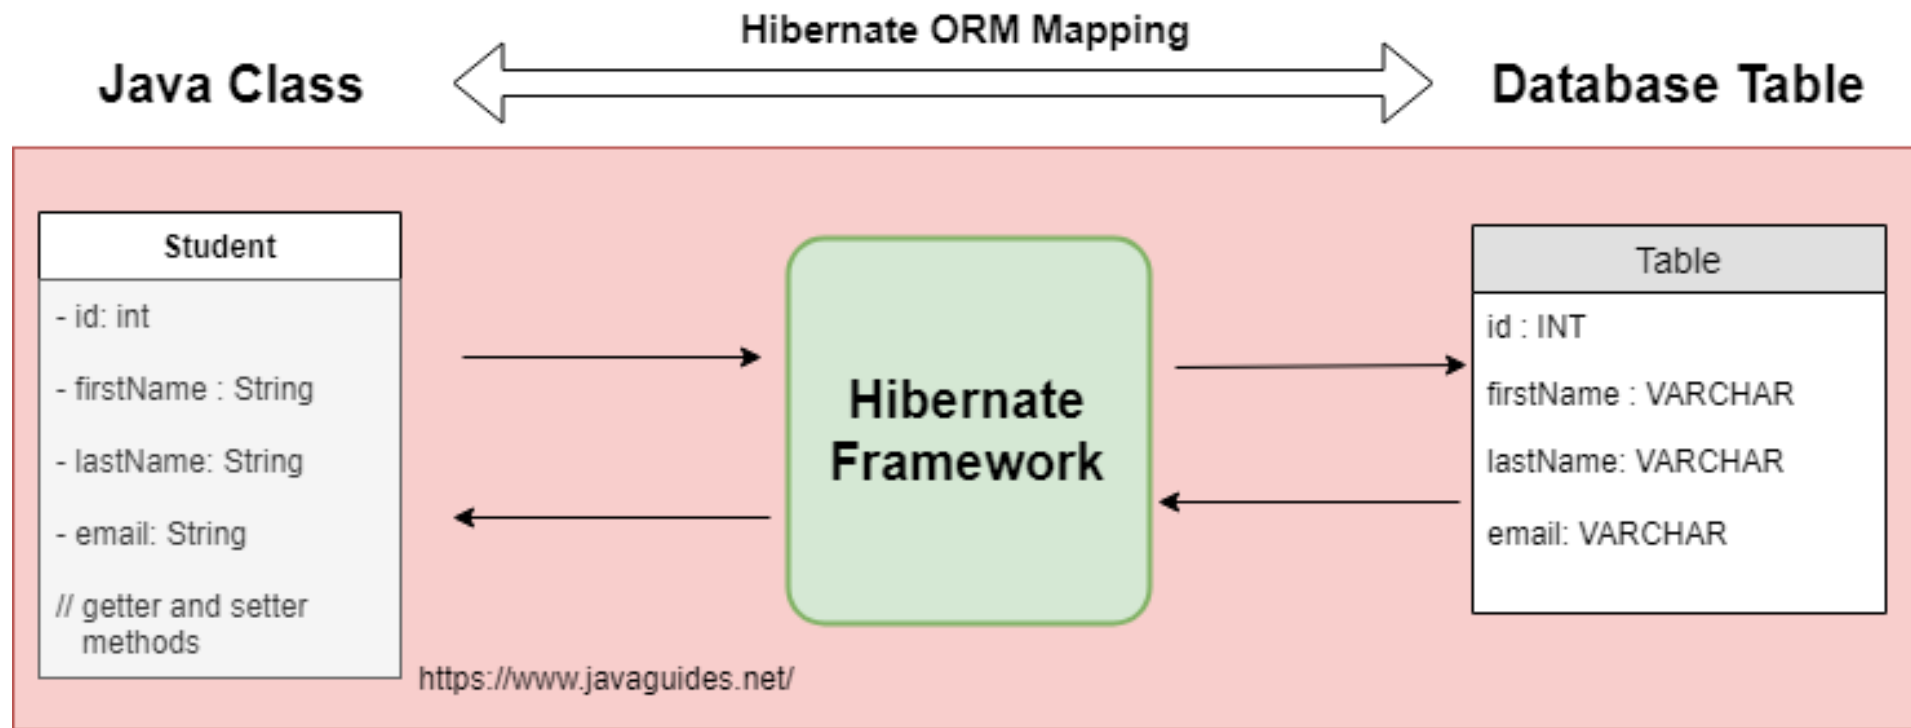 Hibernate ORM Mapping
Java Class
Database Table
Student
- id: int
- firstName : String
- lastName: String
- email: String
// getter and setter
methods
Hibernate
Framework
Table
id : INT
firstName : VARCHAR
lastName: VARCHAR
email: VARCHAR
https://www.javaguides.net/